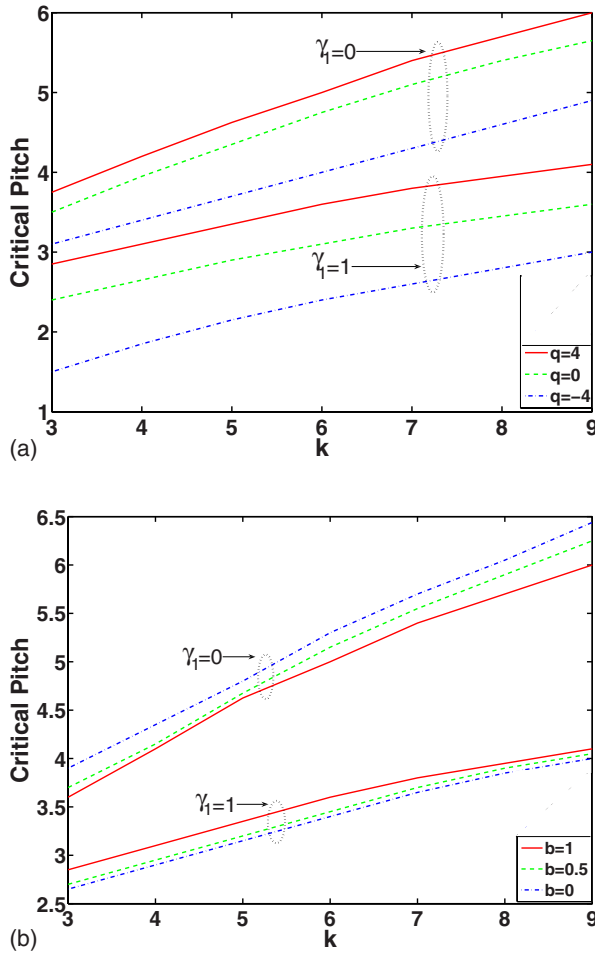 6
γ1=0
5
4
Critical Pitch
3
γ1=1
2
q=4
q=0
q=−4
1
3 4 5 6 7 8 9
(a) k
6.5
6
5.5
5
γ1=0
4.5
Critical Pitch
4
3.5
γ1=1
3
b=1
b=0.5
b=0
2.5
3 4 5 6 7 8 9
(b) k